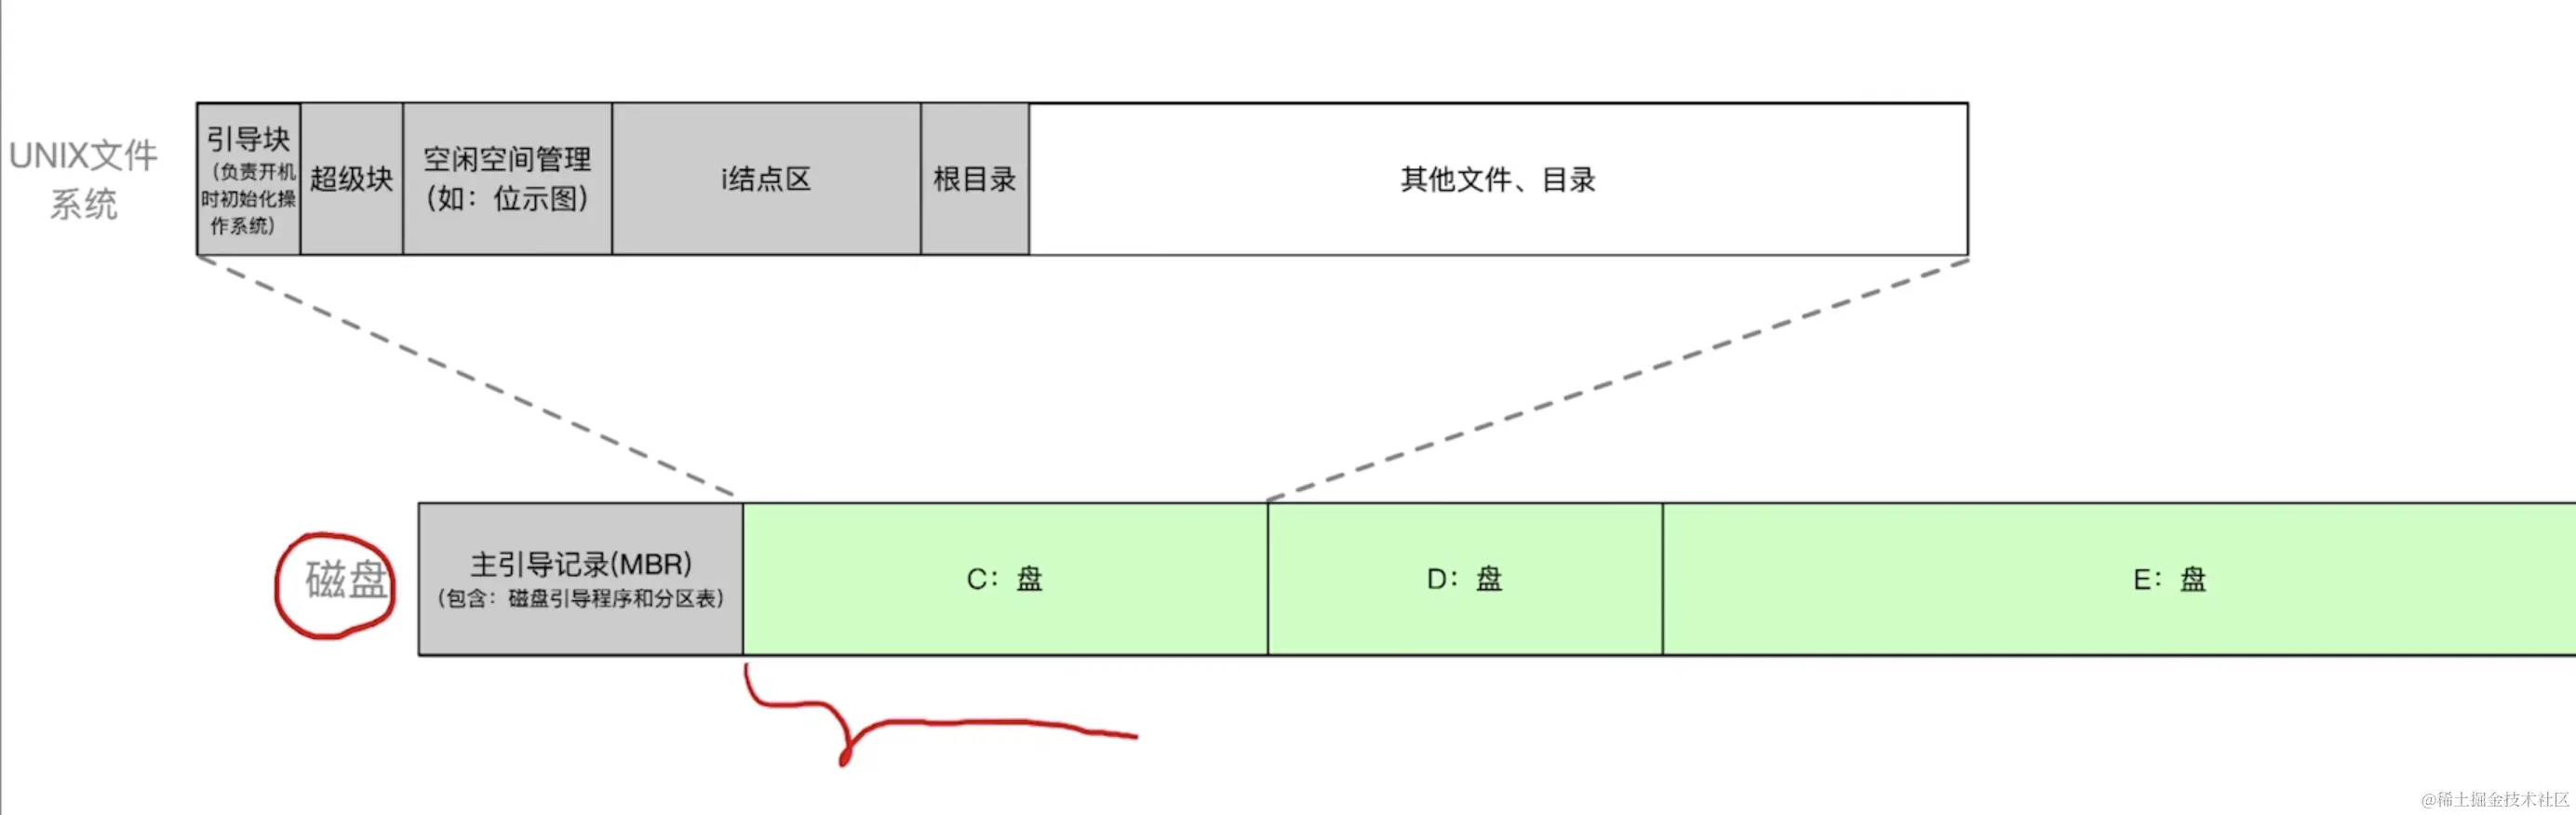 UNIX文件
系统
引导块
(负责开机
时初始化操
作系统)
超级块
空闲空间管理
(如：位示图)
i结点区
根目录
其他文件、目录
磁盘
主引导记录(MBR)
(包含：磁盘引导程序和分区表)
C：盘
D：盘
E：盘
@稀土掘金技术社区